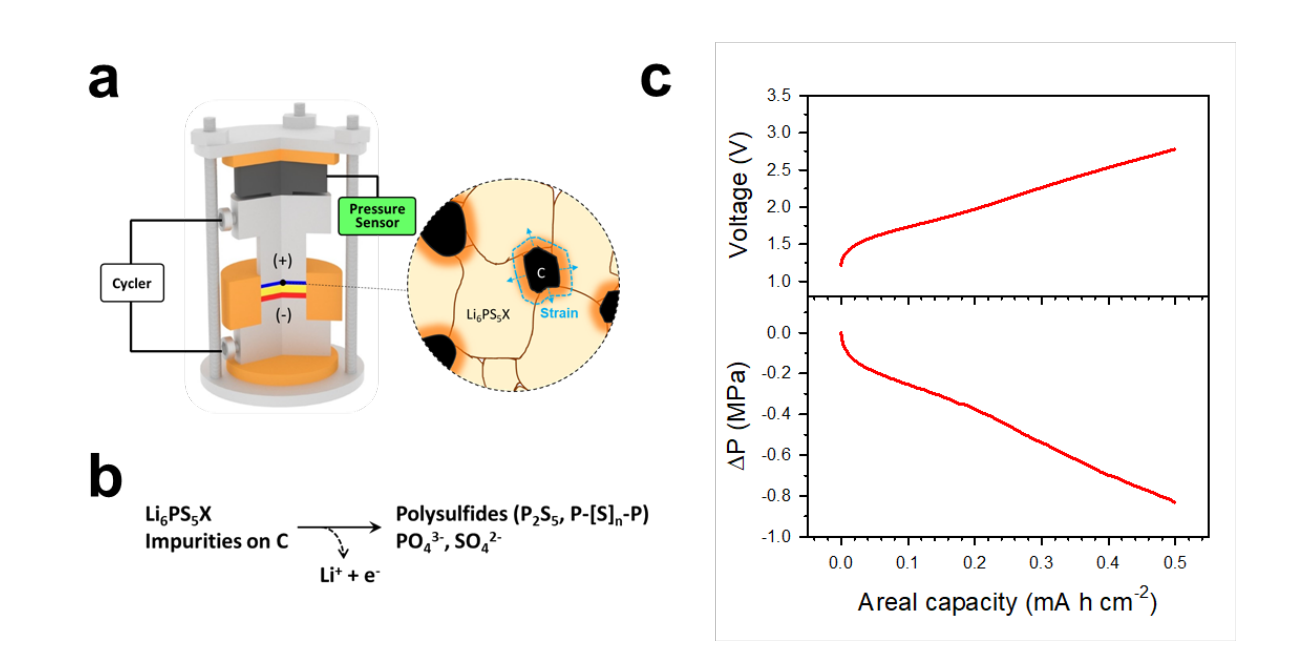 a
Pressure
Sensor
(+)
Cycler
(-)
C
Li₆PS₅X
Strain
b
Li₆PS₅X
Impurities on C
Polysulfides (P₂S₅, P-[S]ₙ-P)
PO₄³⁻, SO₄²⁻
Li⁺ + e⁻
c
Voltage (V)
3.5
3.0
2.5
2.0
1.5
1.0
ΔP (MPa)
0.0
-0.2
-0.4
-0.6
-0.8
-1.0
0.0 0.1 0.2 0.3 0.4 0.5
Areal capacity (mA h cm⁻²)